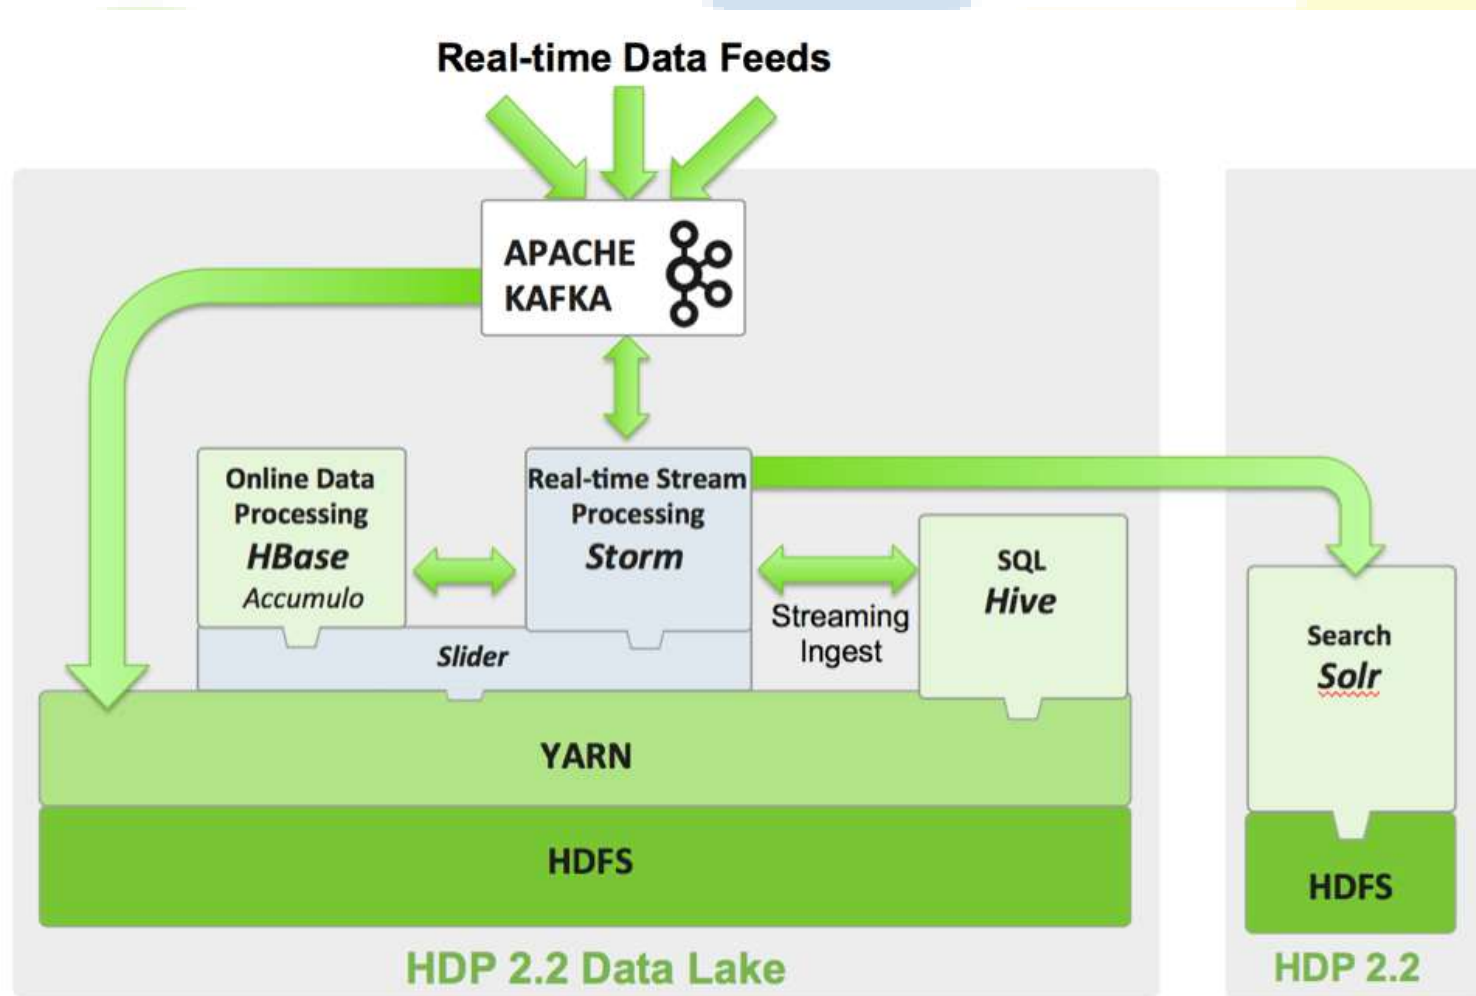 Real-time Data Feeds
APACHE
KAFKA
Online Data
Processing
HBase
Accumulo
Real-time Stream
Processing
Storm
Slider
Streaming
Ingest
SQL
Hive
Search
Solr
YARN
HDFS
HDFS
HDP 2.2 Data Lake
HDP 2.2